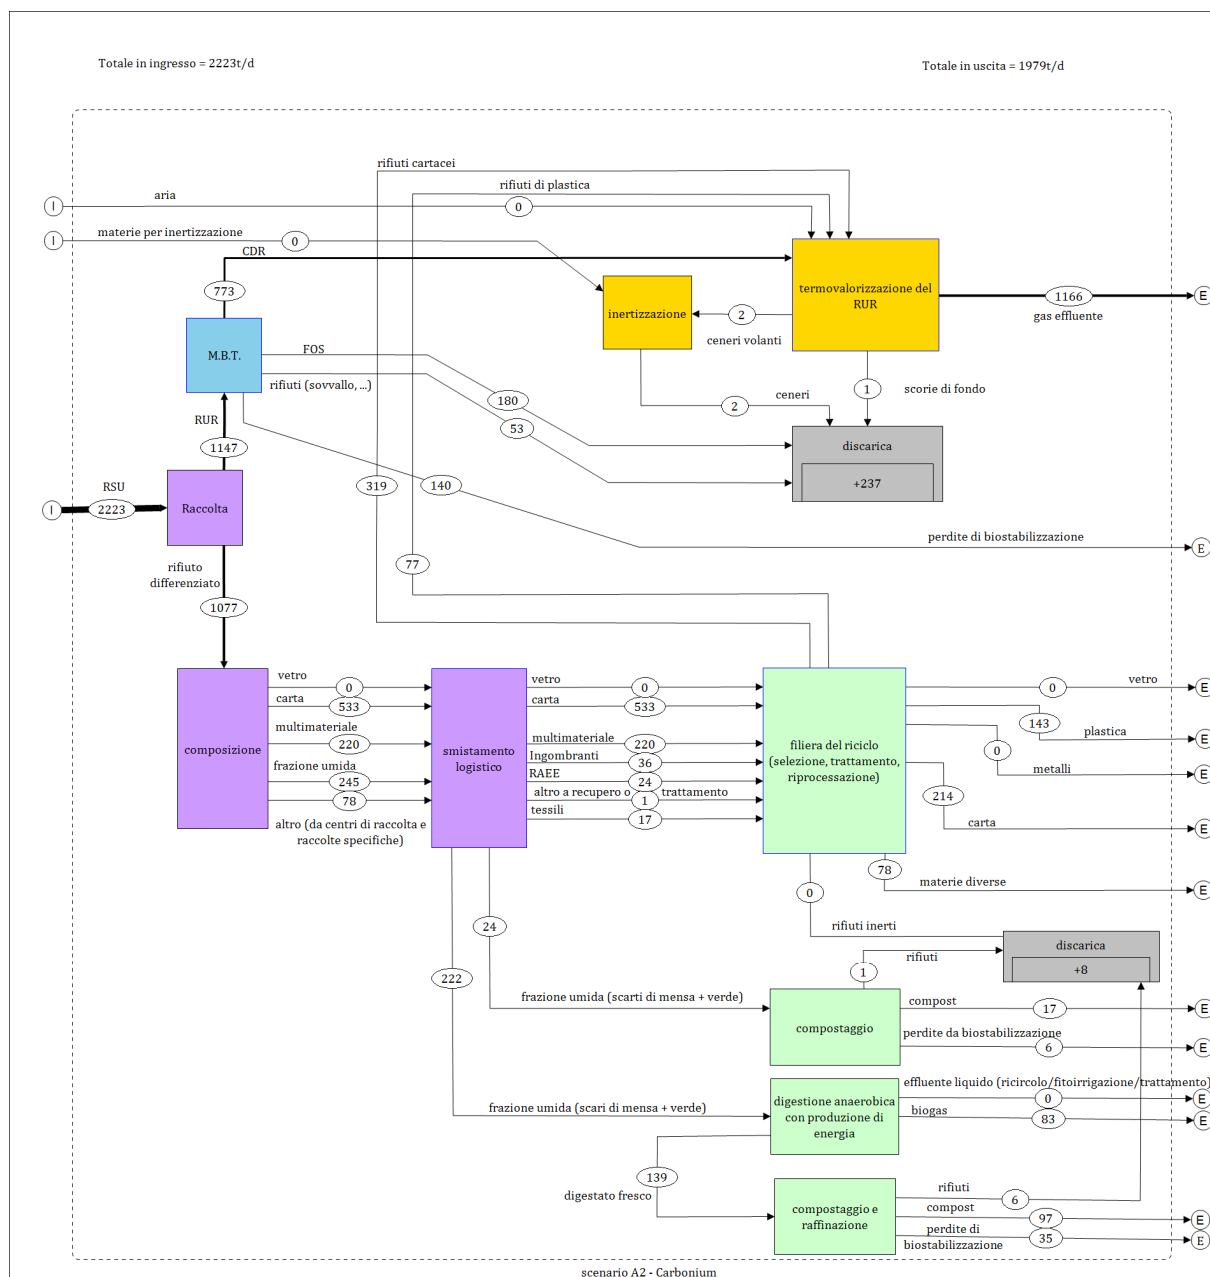 Totale in ingresso = 2223t/d
Totale in uscita = 1979t/d
rifiuti cartacei
rifiuti di plastica
aria
I
0
materie per inertizzazione
I
0
CDR
773
termovalorizzazione del
RUR
1166
E
gas effluente
inertizzazione
2
ceneri volanti
M.B.T.
FOS
rifiuti (sovvallo, ...)
180
53
1
scorie di fondo
ceneri
2
RUR
1147
discarica
+237
319
140
RSU
I
2223
Raccolta
perdite di biostabilizzazione
E
77
rifiuto
differenziato
1077
composizione
vetro
0
carta
533
multimateriale
220
frazione umida
245
78
altro (da centri di raccolta e
raccolte specifiche)
smistamento
logistico
vetro
0
carta
533
multimateriale
220
Ingombranti
36
RAEE
24
altro a recupero o trattamento
1
tessili
17
filiera del riciclo
(selezione, trattamento,
riprocessazione)
0
vetro
E
143
plastica
E
0
metalli
E
214
carta
E
78
materie diverse
E
0
rifiuti inerti
discarica
+8
rifiuti
1
24
222
frazione umida (scarti di mensa + verde)
compostaggio
compost
17
E
perdite da biostabilizzazione
6
E
frazione umida (scari di mensa + verde)
digestione anaerobica
con produzione di
energia
effluente liquido (ricircolo/fitoirrigazione/trattamento)
0
E
biogas
83
E
139
digestato fresco
compostaggio e
raffinazione
rifiuti
6
compost
97
E
perdite di
biostabilizzazione
35
E
scenario A2 - Carbonium